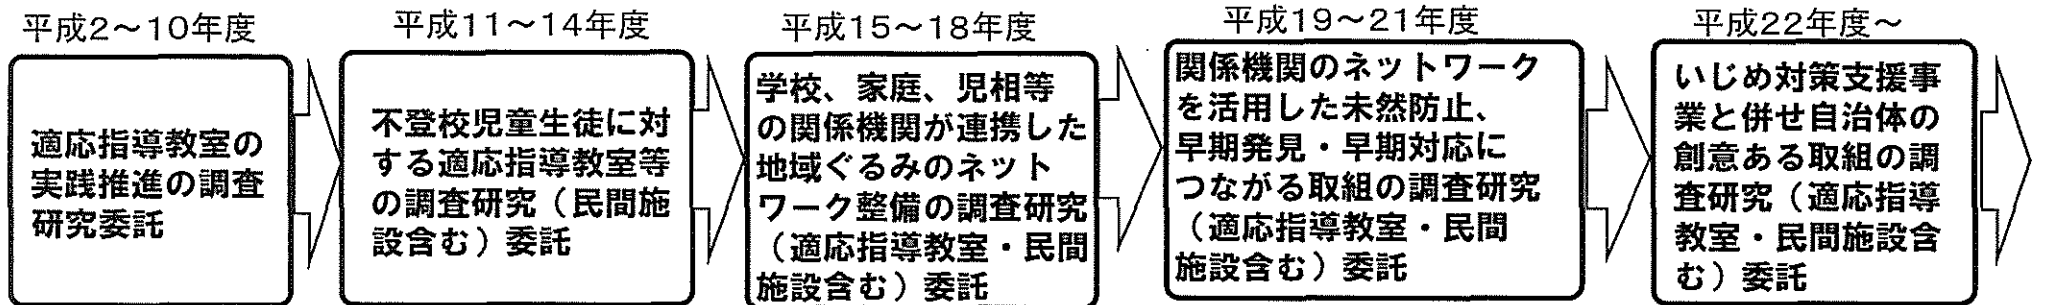 平成2～10年度
適応指導教室の
実践推進の調査
研究委託
平成11～14年度
不登校児童生徒に対
する適応指導教室等
の調査研究（民間施
設含む）委託
平成15～18年度
学校、家庭、児相等
の関係機関が連携した
地域ぐるみのネット
ワーク整備の調査研究
（適応指導教室・民間
施設含む）委託
平成19～21年度
関係機関のネットワーク
を活用した未然防止、
早期発見・早期対応に
つながる取組の調査研究
（適応指導教室・民間
施設含む）委託
平成22年度～
いじめ対策支援事
業と併せ自治体の
創意ある取組の調
査研究（適応指導
教室・民間施設含
む）委託